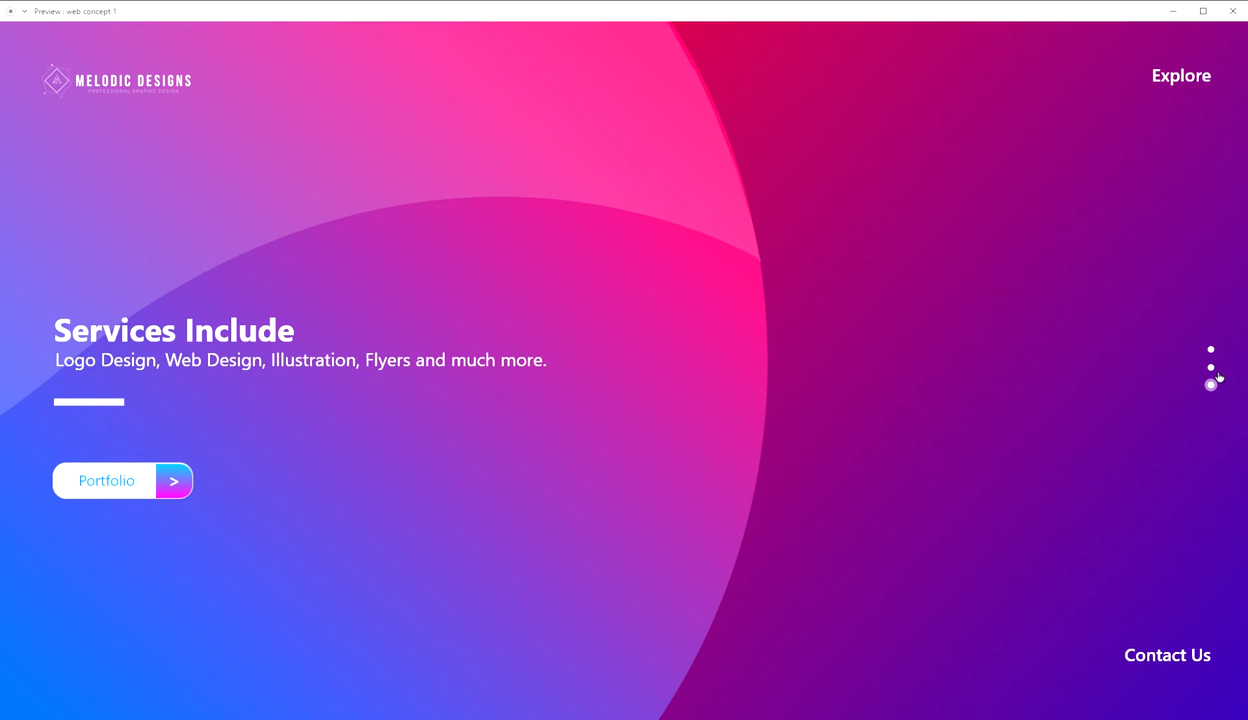 Preview : web concept 1
MELODIC DESIGNS
PROFESSIONAL GRAPHIC DESIGN
Explore
Services Include
Logo Design, Web Design, Illustration, Flyers and much more.
Portfolio >
Contact Us